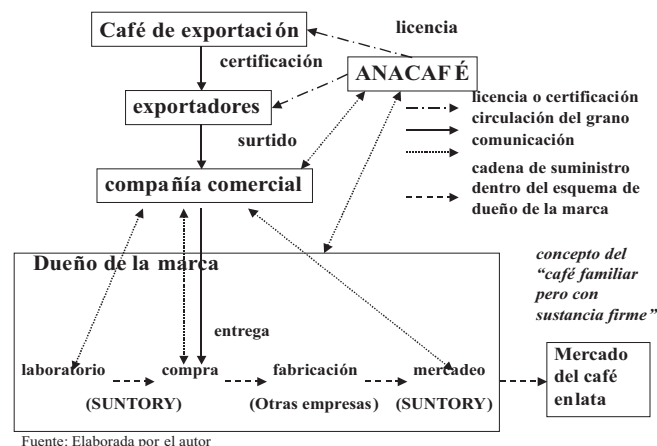 Café de exportación
licencia
certificación
ANACAFÉ
exportadores
licencia o certificación
circulación del grano
comunicación
cadena de suministro
dentro del esquema de
dueño de la marca
surtido
compañía comercial
Dueño de la marca
concepto del
“café familiar
pero con
sustancia firme”
entrega
laboratorio
compra
fabricación
mercadeo
(SUNTORY)
(Otras empresas)
(SUNTORY)
Mercado
del café
enlata
Fuente: Elaborada por el autor